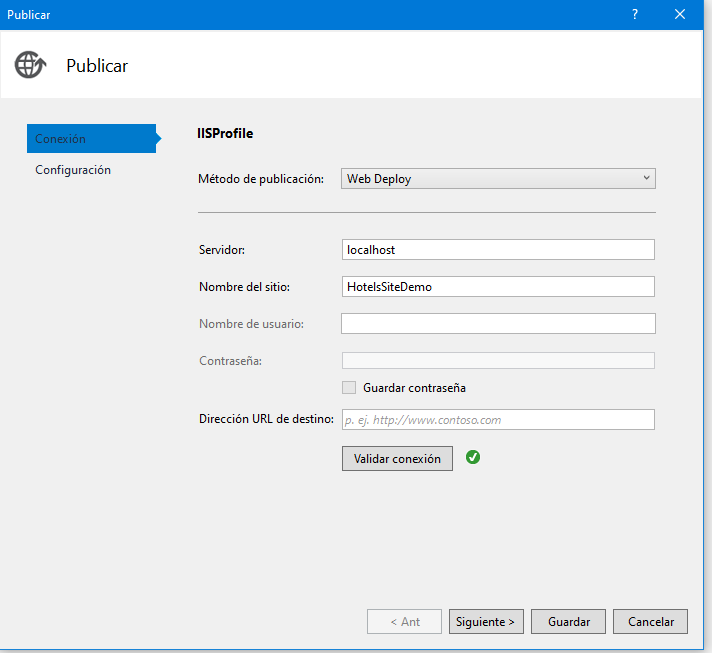 Publicar
?
Publicar
Conexión
Configuración
IISProfile
Método de publicación: Web Deploy
Servidor: localhost
Nombre del sitio: HotelsSiteDemo
Nombre de usuario:
Contraseña:
Guardar contraseña
Dirección URL de destino: p. ej. http://www.contoso.com
Validar conexión
< Ant Siguiente > Guardar Cancelar